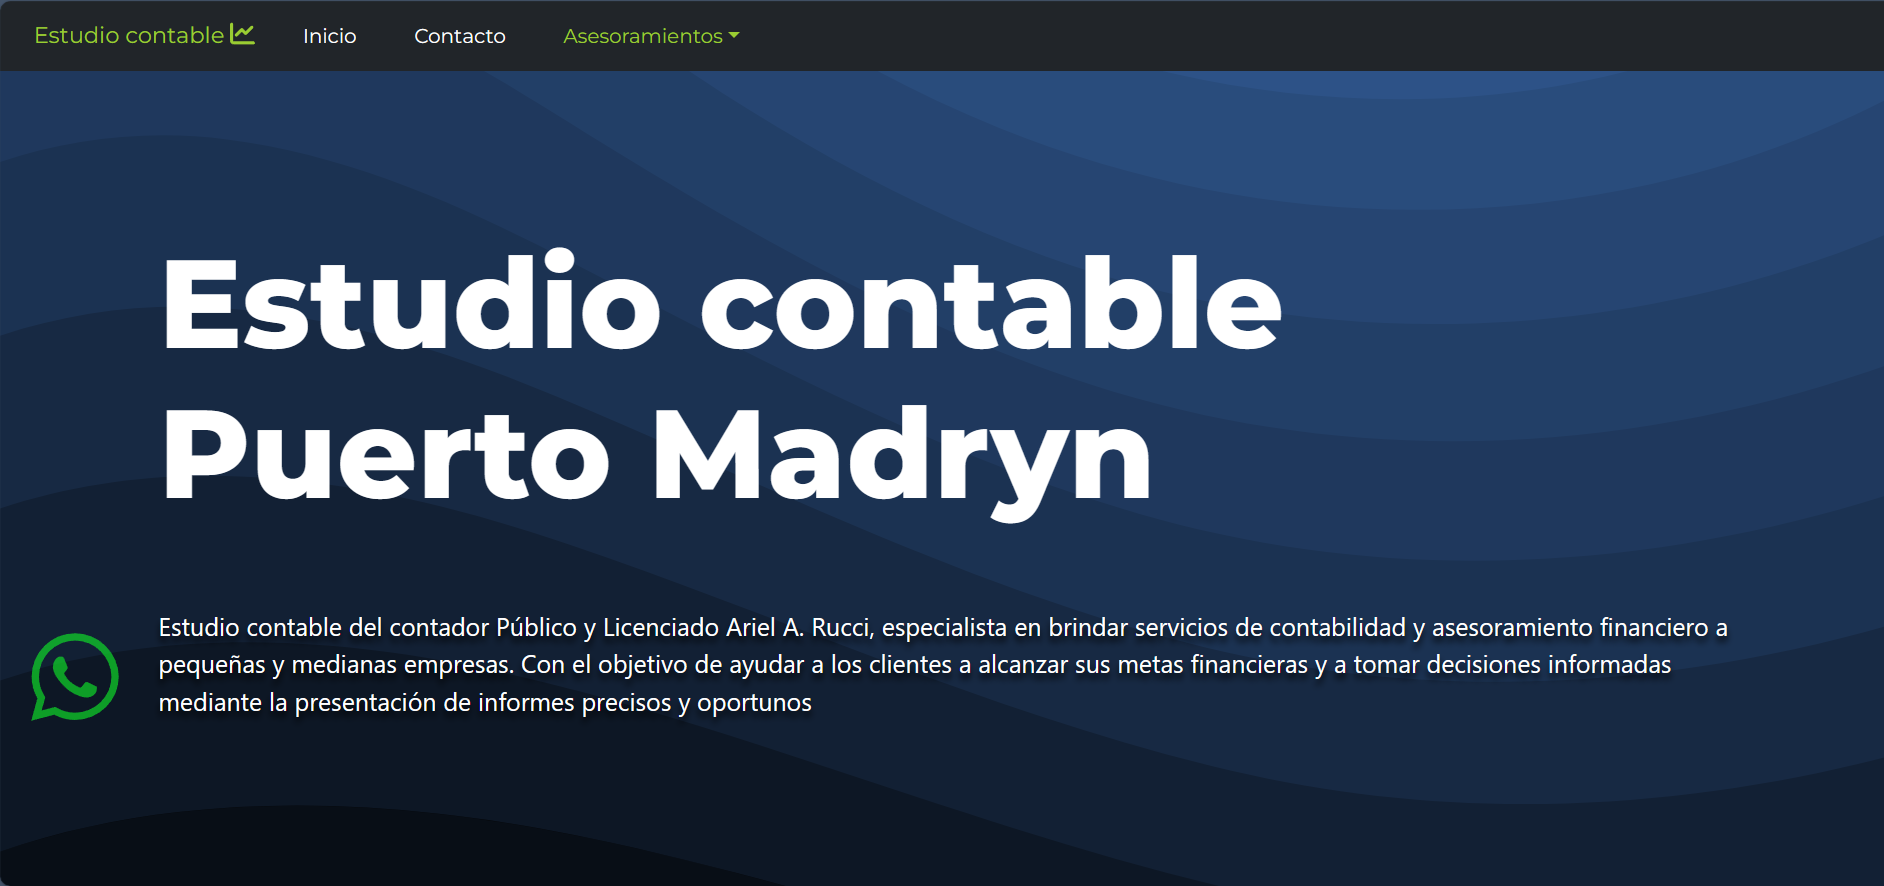 Estudio contable
Inicio
Contacto
Asesoramientos
Estudio contable
Puerto Madryn
Estudio contable del contador Público y Licenciado Ariel A. Rucci, especialista en brindar servicios de contabilidad y asesoramiento financiero a
pequeñas y medianas empresas. Con el objetivo de ayudar a los clientes a alcanzar sus metas financieras y a tomar decisiones informadas
mediante la presentación de informes precisos y oportunos